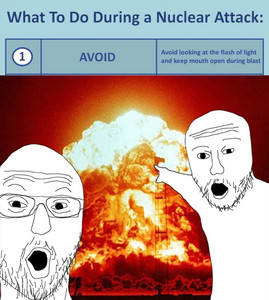 What To Do During a Nuclear Attack:
1 AVOID Avoid looking at the flash of light
and keep mouth open during blast